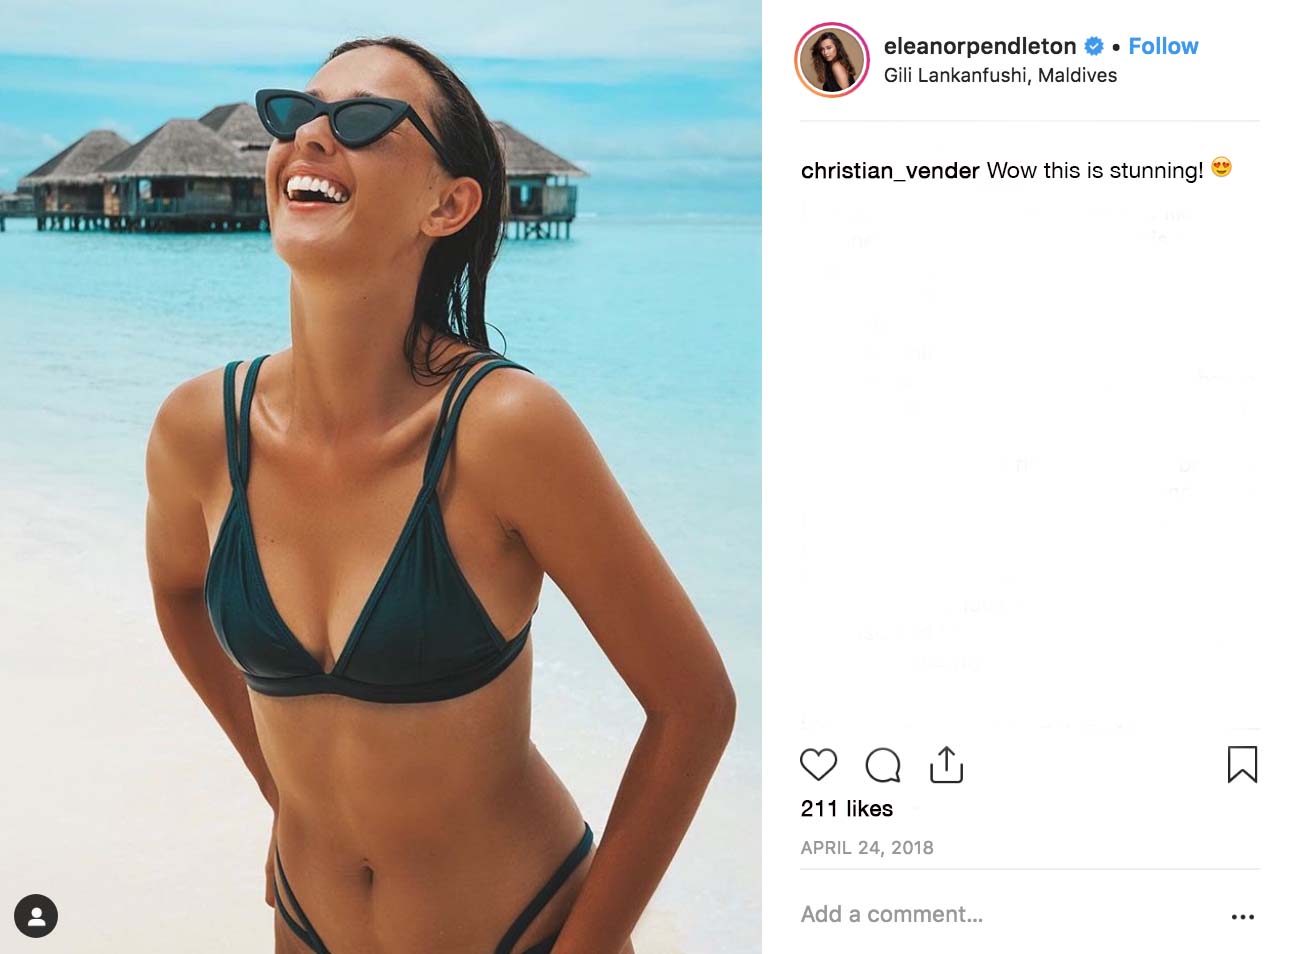 eleanorpendleton • Follow
Gili Lankanfushi, Maldives
christian_vender Wow this is stunning! 😍
211 likes
APRIL 24, 2018
Add a comment...